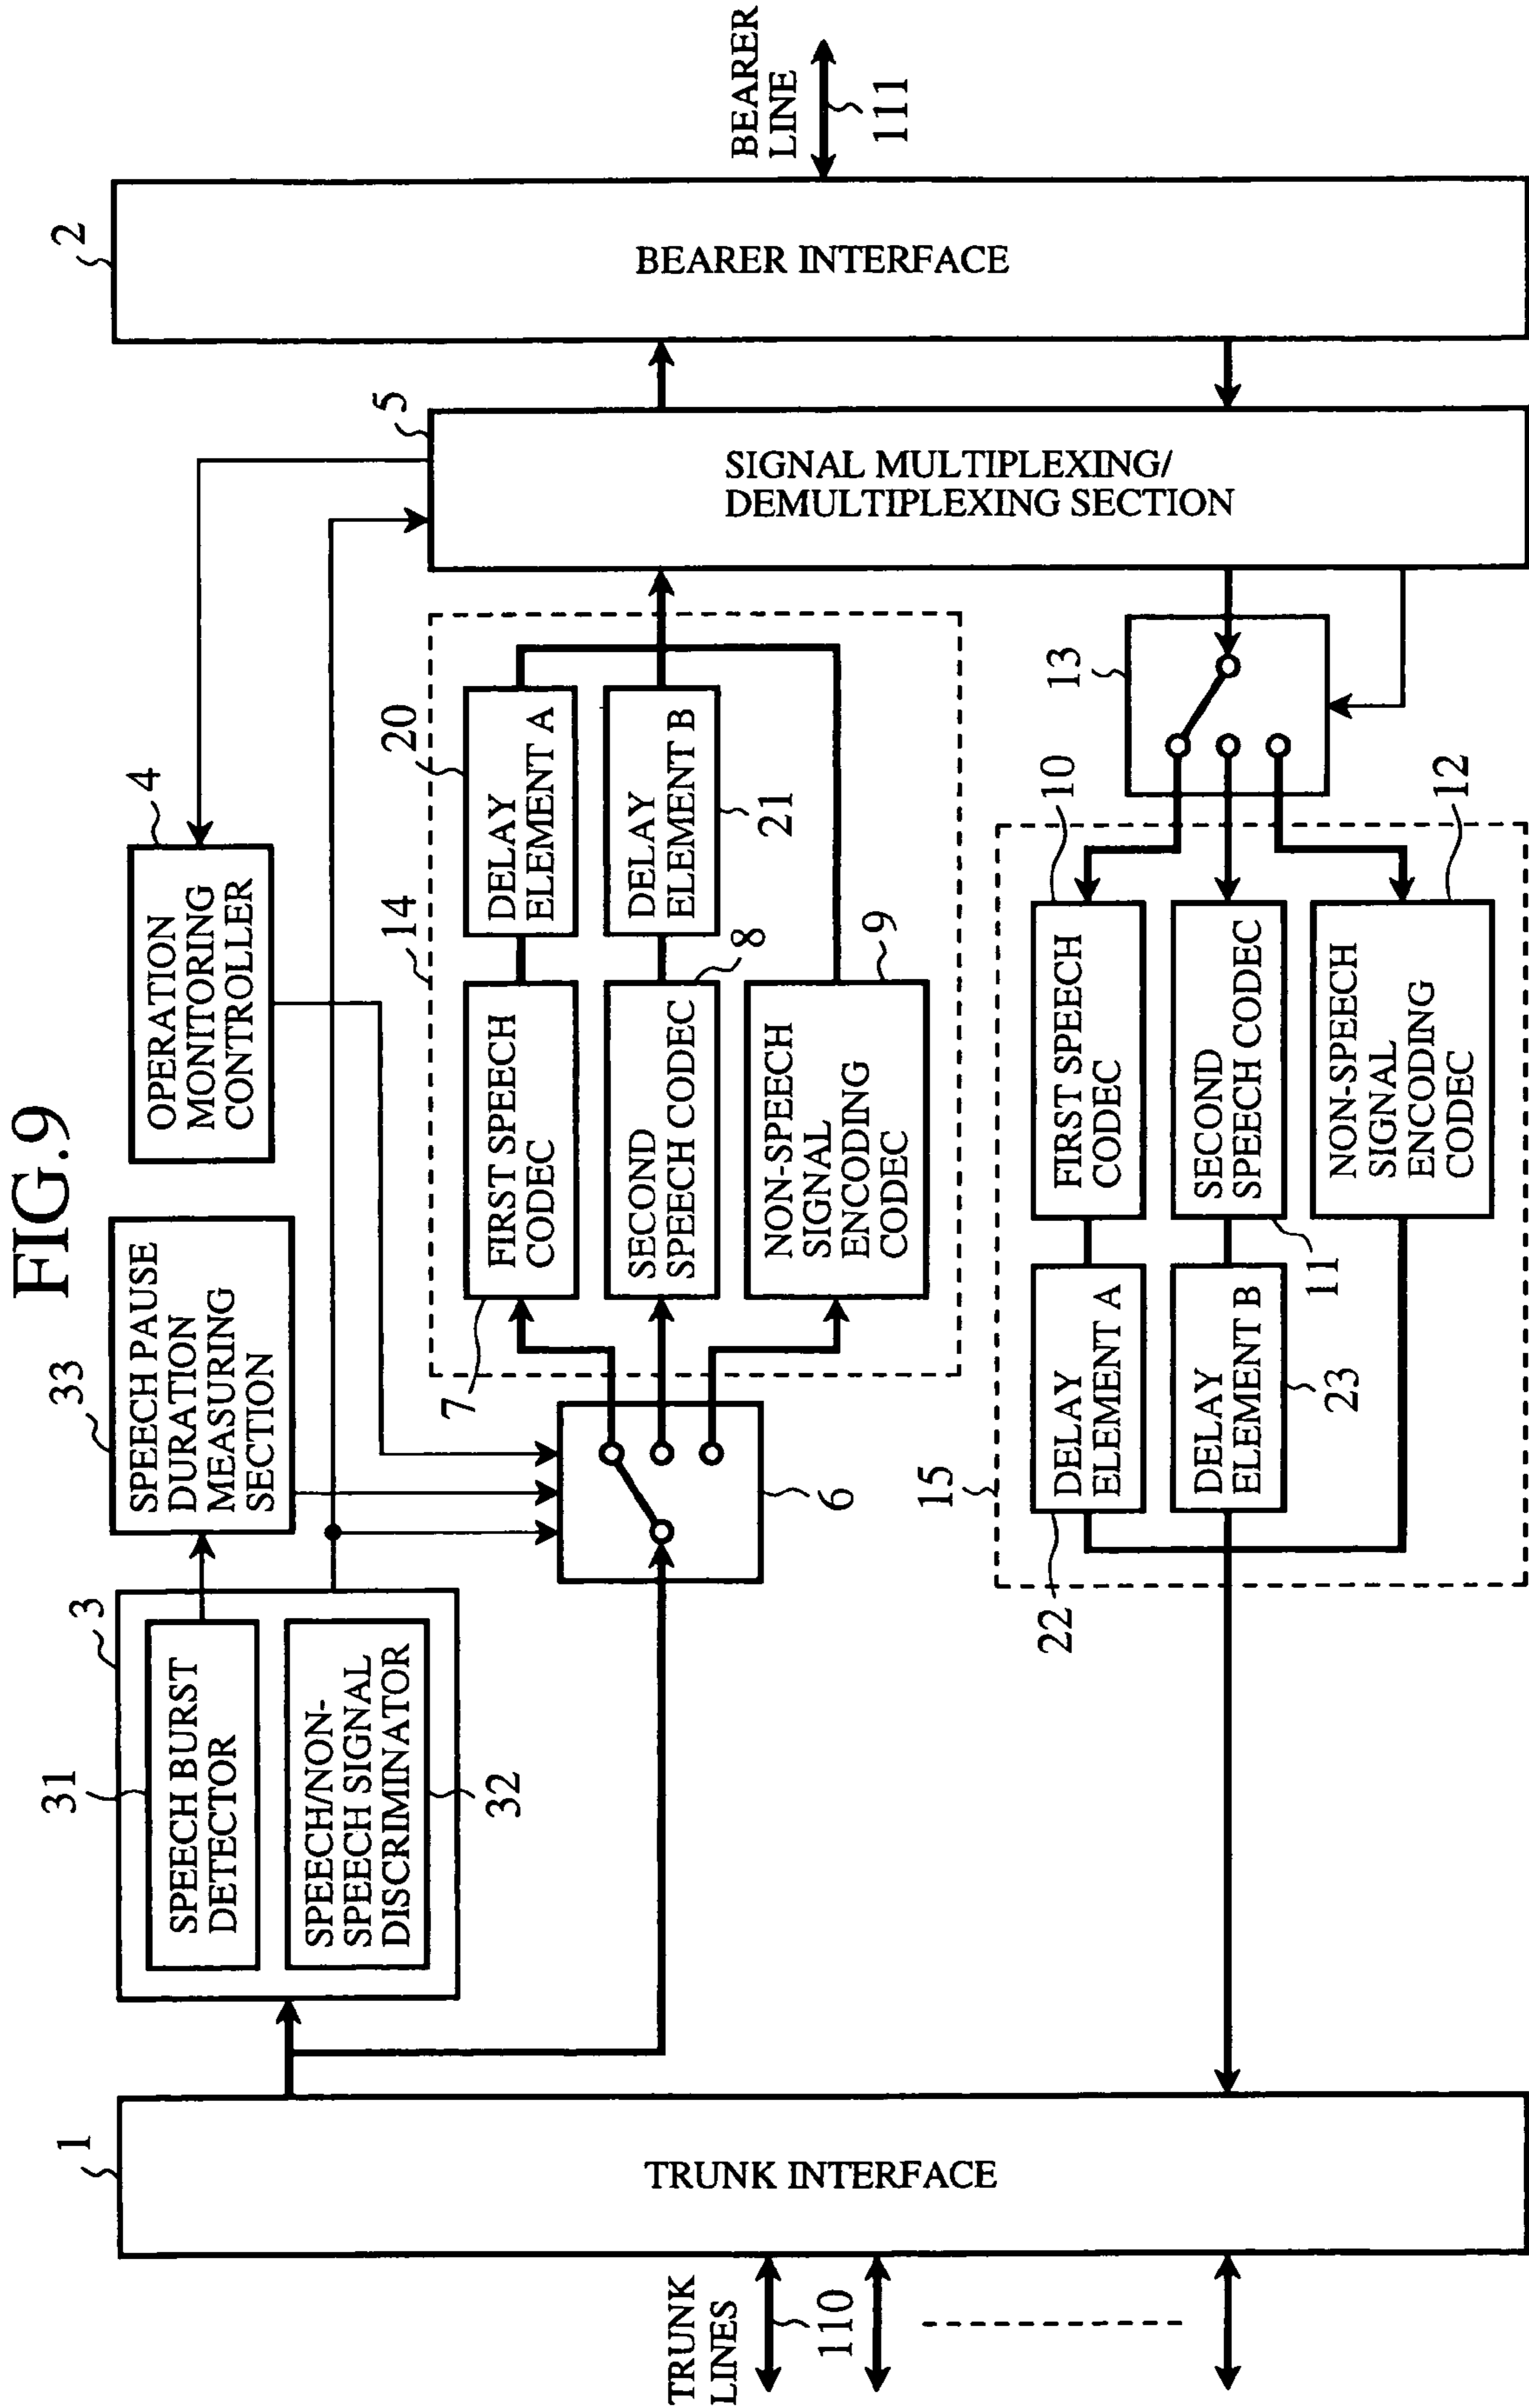 FIG.9
1
TRUNK INTERFACE
TRUNK
LINES
110
3
31
SPEECH BURST
DETECTOR
SPEECH/NON-
SPEECH SIGNAL
DISCRIMINATOR
32
33
SPEECH PAUSE
DURATION
MEASURING
SECTION
4
OPERATION
MONITORING
CONTROLLER
6
14
7
FIRST SPEECH
CODEC
20
DELAY
ELEMENT A
SECOND
SPEECH CODEC
8
DELAY
ELEMENT B
21
NON-SPEECH
SIGNAL
ENCODING
CODEC
9
5
SIGNAL MULTIPLEXING/
DEMULTIPLEXING SECTION
2
BEARER INTERFACE
BEARER
LINE
111
15
22
DELAY
ELEMENT A
FIRST SPEECH
CODEC
10
DELAY
ELEMENT B
23
SECOND
SPEECH CODEC
11
NON-SPEECH
SIGNAL
ENCODING
CODEC
12
13